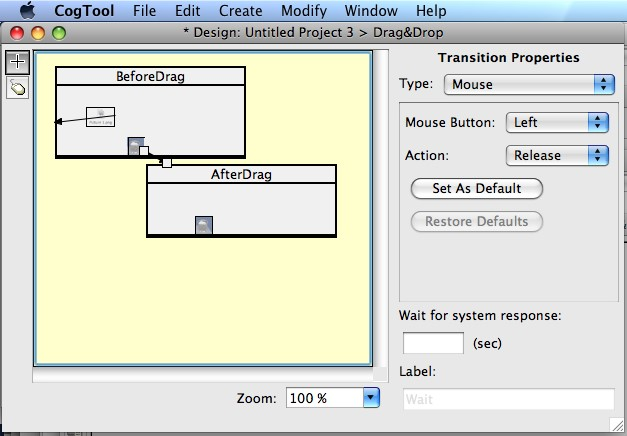 CogTool File Edit Create Modify Window Help
* Design: Untitled Project 3 > Drag&Drop
BeforeDrag
AfterDrag
Zoom: 100 %
Transition Properties
Type: Mouse
Mouse Button: Left
Action: Release
Set As Default
Restore Defaults
Wait for system response:
(sec)
Label:
Wait